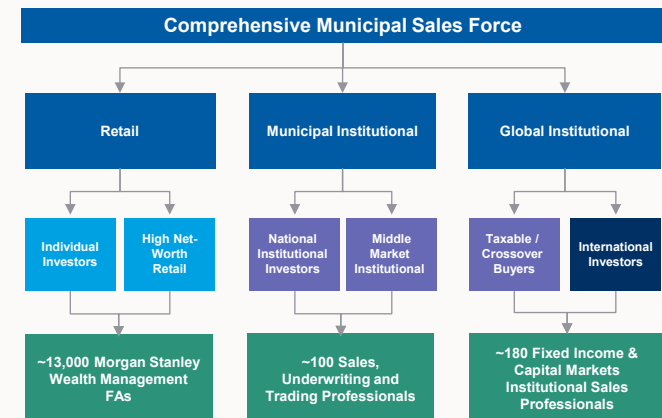 Comprehensive Municipal Sales Force
Retail
Municipal Institutional
Global Institutional
Individual
Investors
High Net-
Worth
Retail
National
Institutional
Investors
Middle
Market
Institutional
Taxable /
Crossover
Buyers
International
Investors
~13,000 Morgan Stanley
Wealth Management
FAs
~100 Sales,
Underwriting and
Trading Professionals
~180 Fixed Income &
Capital Markets
Institutional Sales
Professionals